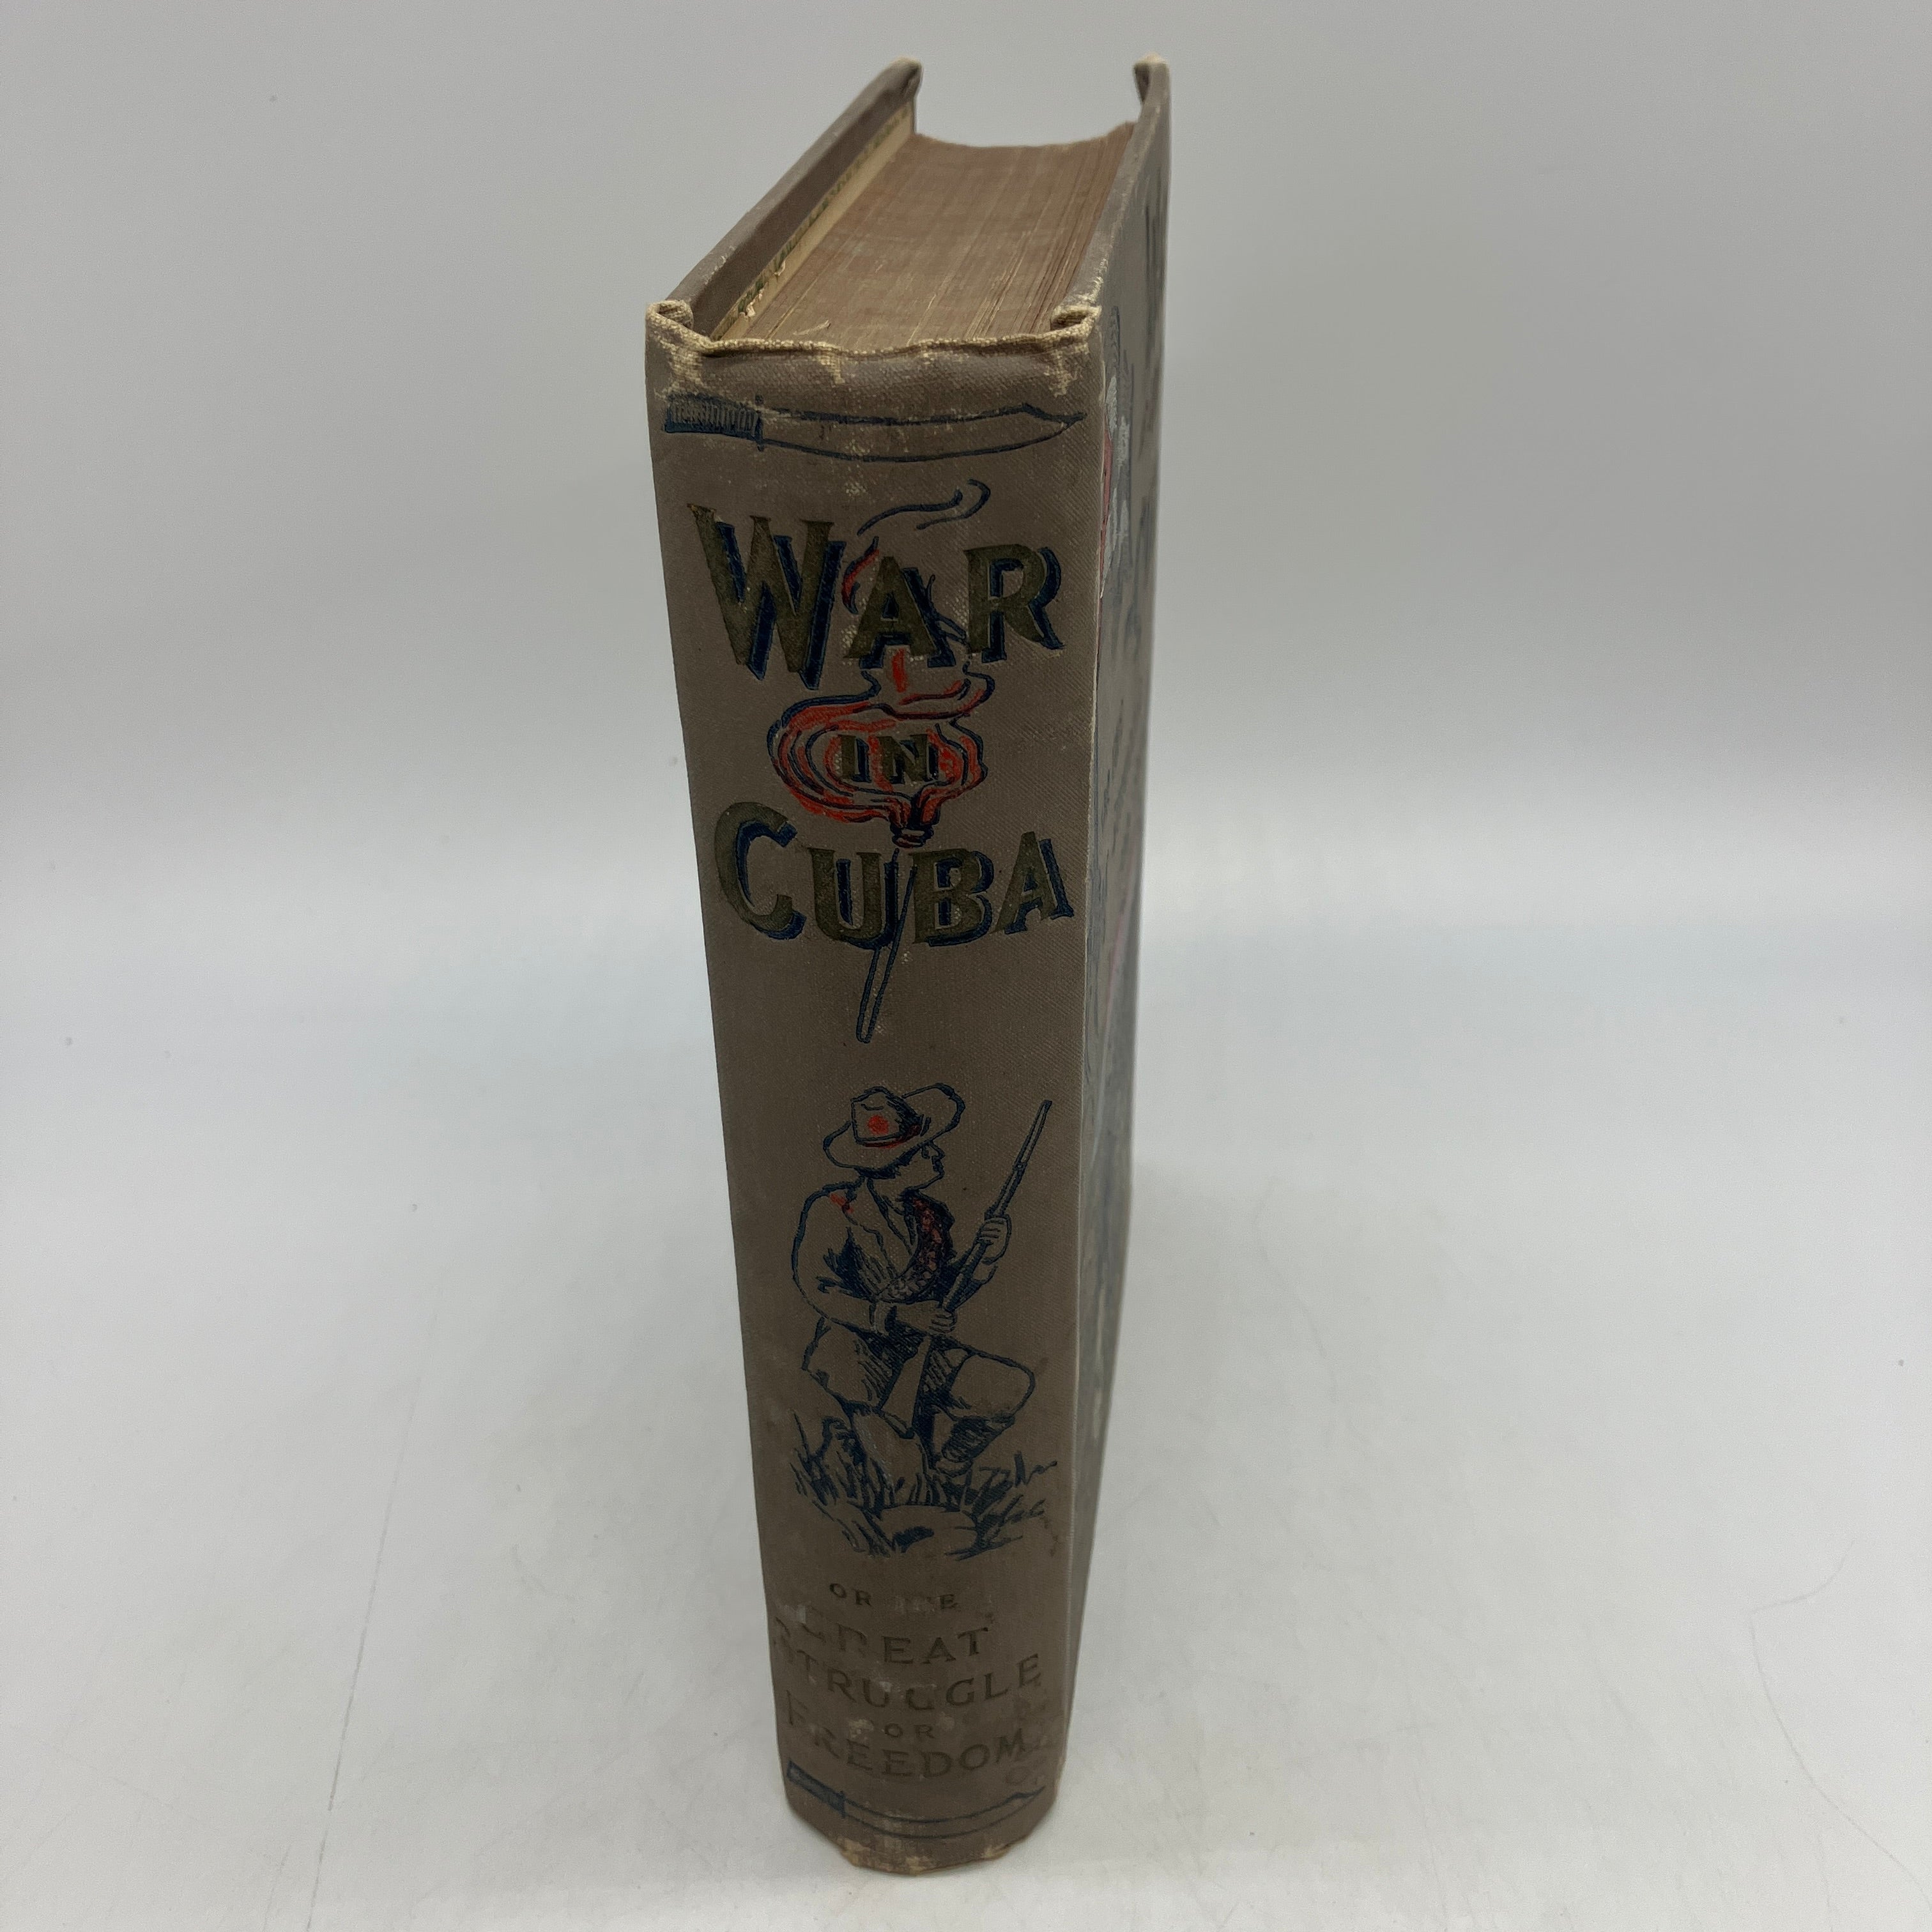 WAR
IN
CUBA
OR THE
GREAT
STRUGGLE
FOR
FREEDOM